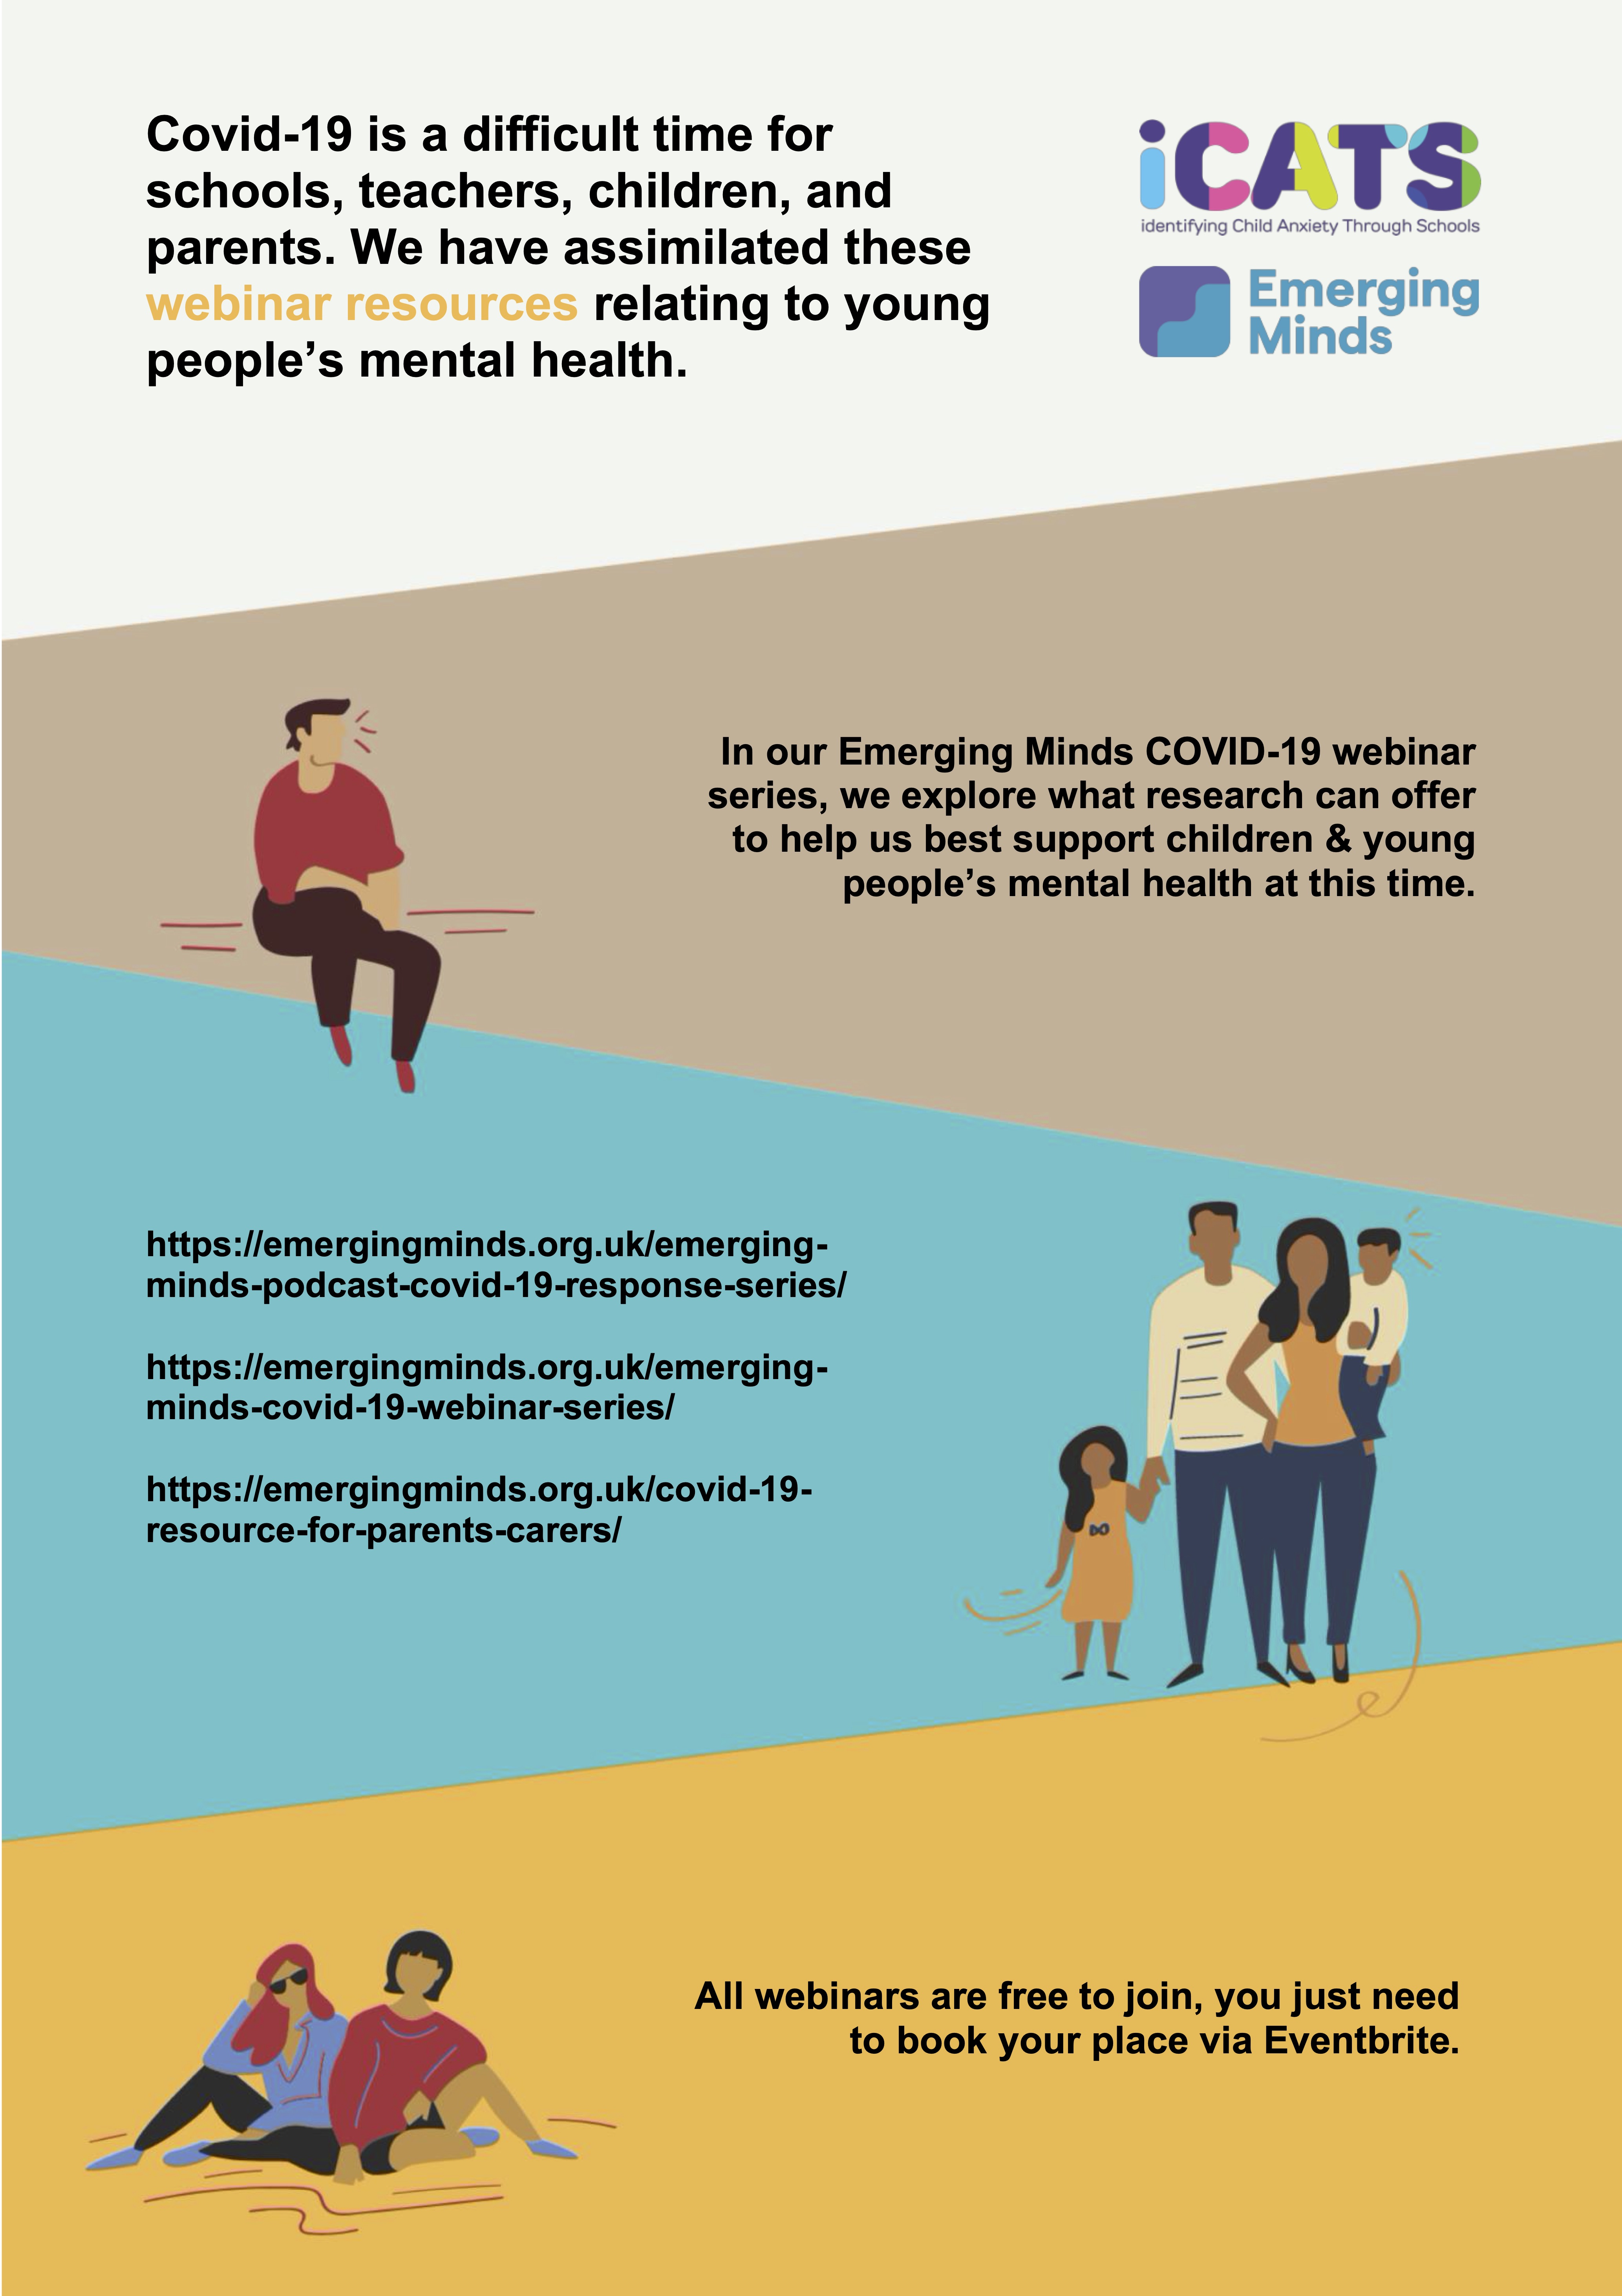 Covid-19 is a difficult time for
schools, teachers, children, and
parents. We have assimilated these
webinar resources relating to young
people’s mental health.
iCATS
identifying Child Anxiety Through Schools
Emerging
Minds
In our Emerging Minds COVID-19 webinar
series, we explore what research can offer
to help us best support children & young
people’s mental health at this time.
https://emergingminds.org.uk/emerging-
minds-podcast-covid-19-response-series/
https://emergingminds.org.uk/emerging-
minds-covid-19-webinar-series/
https://emergingminds.org.uk/covid-19-
resource-for-parents-carers/
All webinars are free to join, you just need
to book your place via Eventbrite.